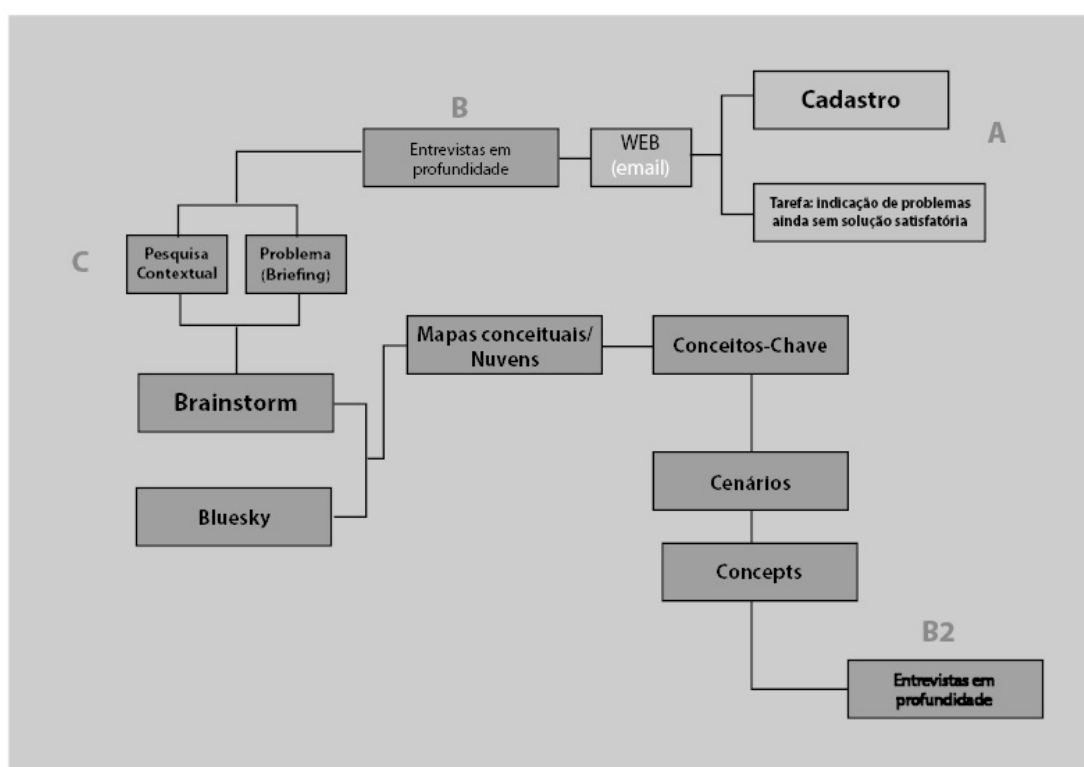 Cadastro
A
B
Entrevistas em
profundidade
WEB
(email)
Tarefa: indicação de problemas
ainda sem solução satisfatória
C
Pesquisa
Contextual
Problema
(Briefing)
Mapas conceituais/
Nuvens
Conceitos-Chave
Brainstorm
Cenários
Bluesky
Concepts
B2
Entrevistas em
profundidade